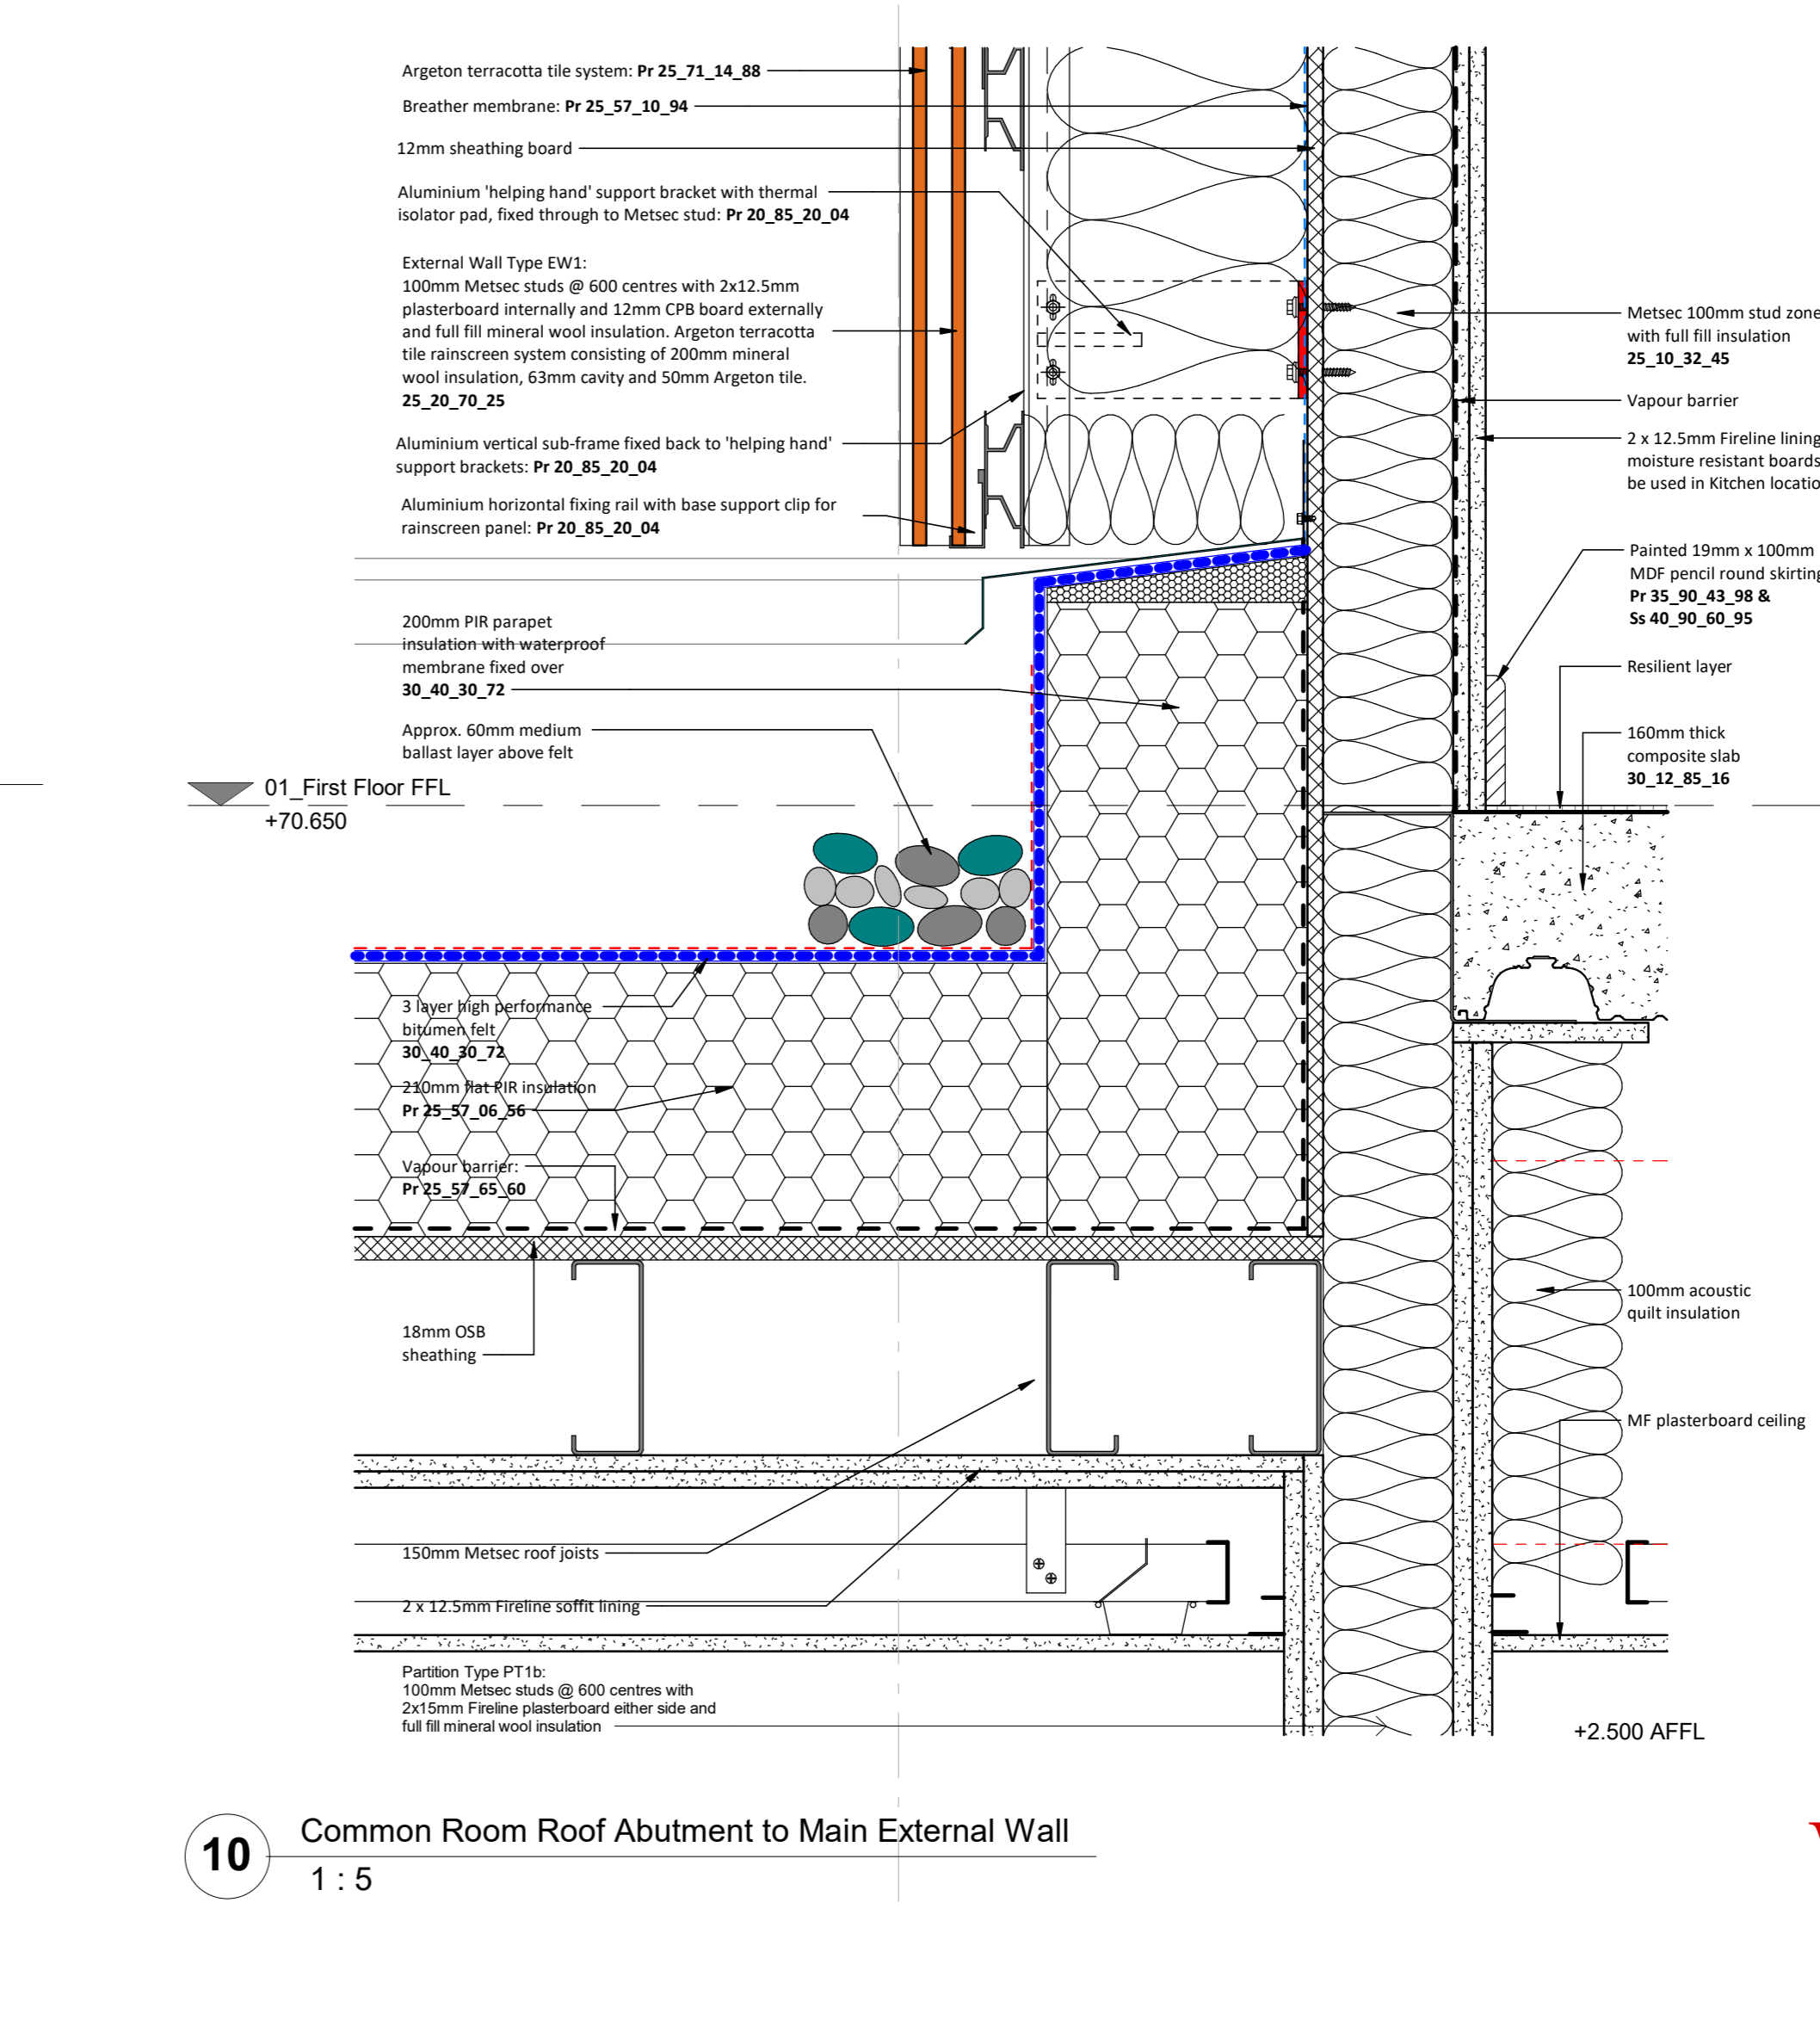 Argeton terracotta tile system: Pr 25_71_14_88
Breather membrane: Pr 25_57_10_94
12mm sheathing board
Aluminium 'helping hand' support bracket with thermal
isolator pad, fixed through to Metsec stud: Pr 20_85_20_04
External Wall Type EW1:
100mm Metsec studs @ 600 centres with 2x12.5mm
plasterboard internally and 12mm CPB board externally
and full fill mineral wool insulation. Argeton terracotta
tile rainscreen system consisting of 200mm mineral
wool insulation, 63mm cavity and 50mm Argeton tile.
25_20_70_25
Aluminium vertical sub-frame fixed back to 'helping hand'
support brackets: Pr 20_85_20_04
Aluminium horizontal fixing rail with base support clip for
rainscreen panel: Pr 20_85_20_04
200mm PIR parapet
insulation with waterproof
membrane fixed over
30_40_30_72
Approx. 60mm medium
ballast layer above felt
01_First Floor FFL
+70.650
3 layer high performance
bitumen felt
30_40_30_72
210mm flat PIR insulation
Pr 25_57_06_56
Vapour barrier:
Pr 25_57_65_60
18mm OSB
sheathing
150mm Metsec roof joists
2 x 12.5mm Fireline soffit lining
Partition Type PT1b:
100mm Metsec studs @ 600 centres with
2x15mm Fireline plasterboard either side and
full fill mineral wool insulation
Metsec 100mm stud zone
with full fill insulation
25_10_32_45
Vapour barrier
2 x 12.5mm Fireline lining
moisture resistant boards
be used in Kitchen locatio
Painted 19mm x 100mm
MDF pencil round skirting
Pr 35_90_43_98 &
Ss 40_90_60_95
Resilient layer
160mm thick
composite slab
30_12_85_16
100mm acoustic
quilt insulation
MF plasterboard ceiling
+2.500 AFFL
10
Common Room Roof Abutment to Main External Wall
1 : 5